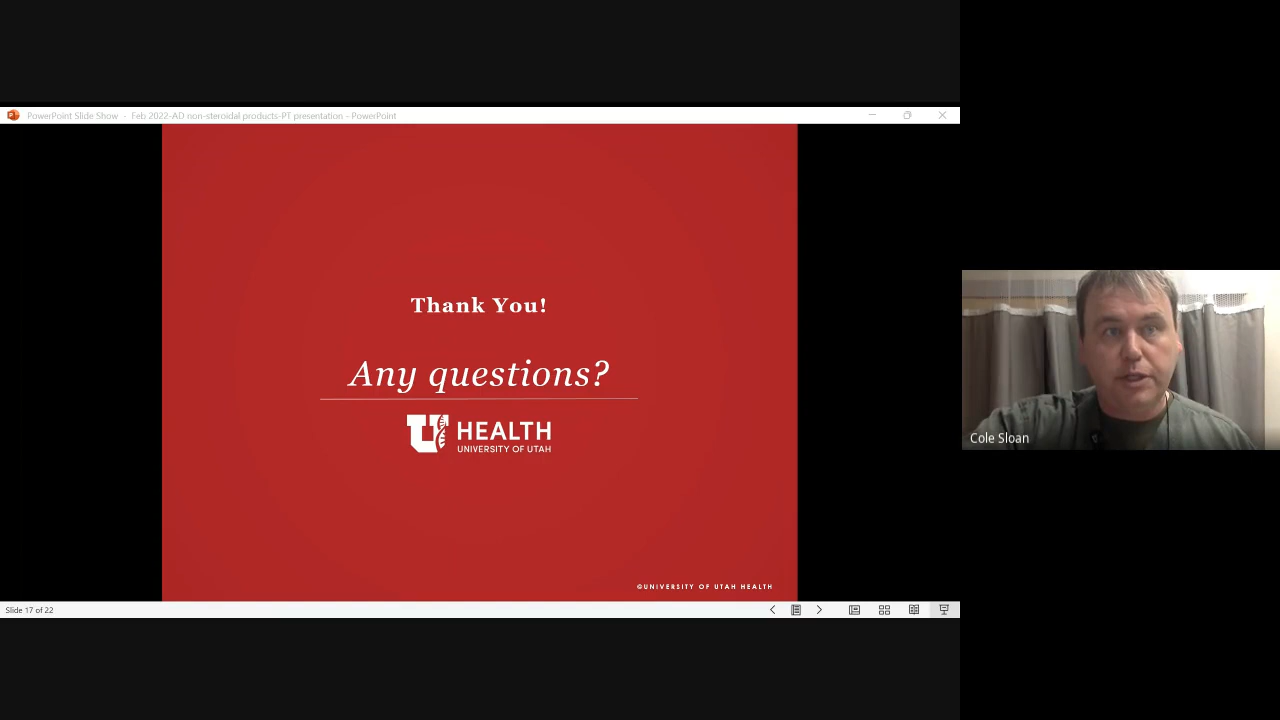 PowerPoint Slide Show - Feb 2022-AD non-steroidal products-PT presentation - PowerPoint
Thank You!
Any questions?
U HEALTH
UNIVERSITY OF UTAH
©UNIVERSITY OF UTAH HEALTH
Cole Sloan
Slide 17 of 22